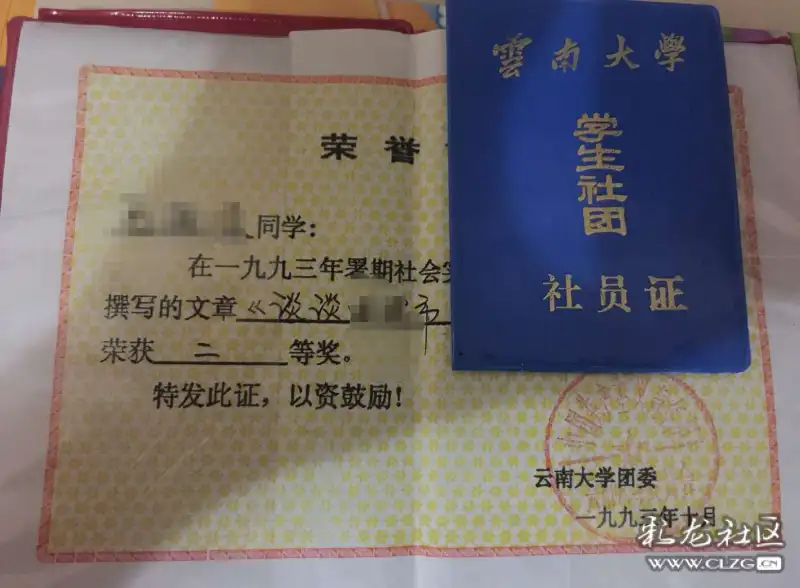 雲南大學
学生社团
社员证
荣誉
同学:
在一九九三年暑期社会实
撰写的文章《谈谈 市
荣获 二 等奖。
特发此证,以资鼓励!
云南大学团委
一九九三年十月
彩龙社区
WWW.CLZG.CN